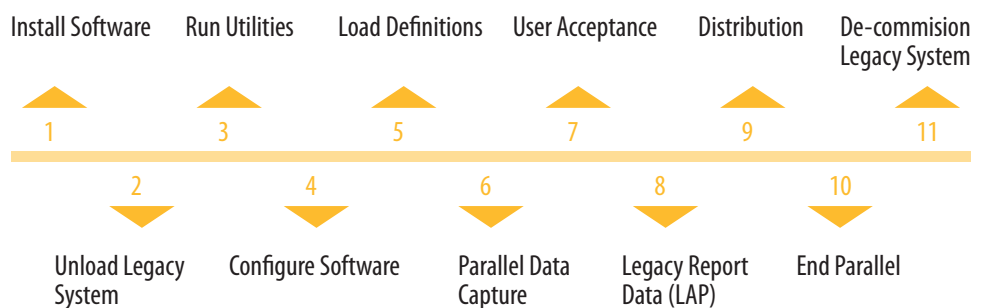 Install Software
Run Utilities
Load Definitions
User Acceptance
Distribution
De-commision
Legacy System
1
3
5
7
9
11
2
4
6
8
10
Unload Legacy
System
Configure Software
Parallel Data
Capture
Legacy Report
Data (LAP)
End Parallel